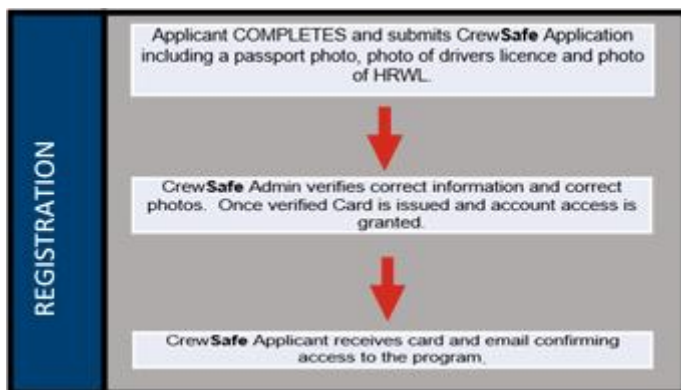 REGISTRATION
Applicant COMPLETES and submits CrewSafe Application
including a passport photo, photo of drivers licence and photo
of HRWL.
CrewSafe Admin verifies correct information and correct
photos. Once verified Card is issued and account access is
granted.
CrewSafe Applicant receives card and email confirming
access to the program.